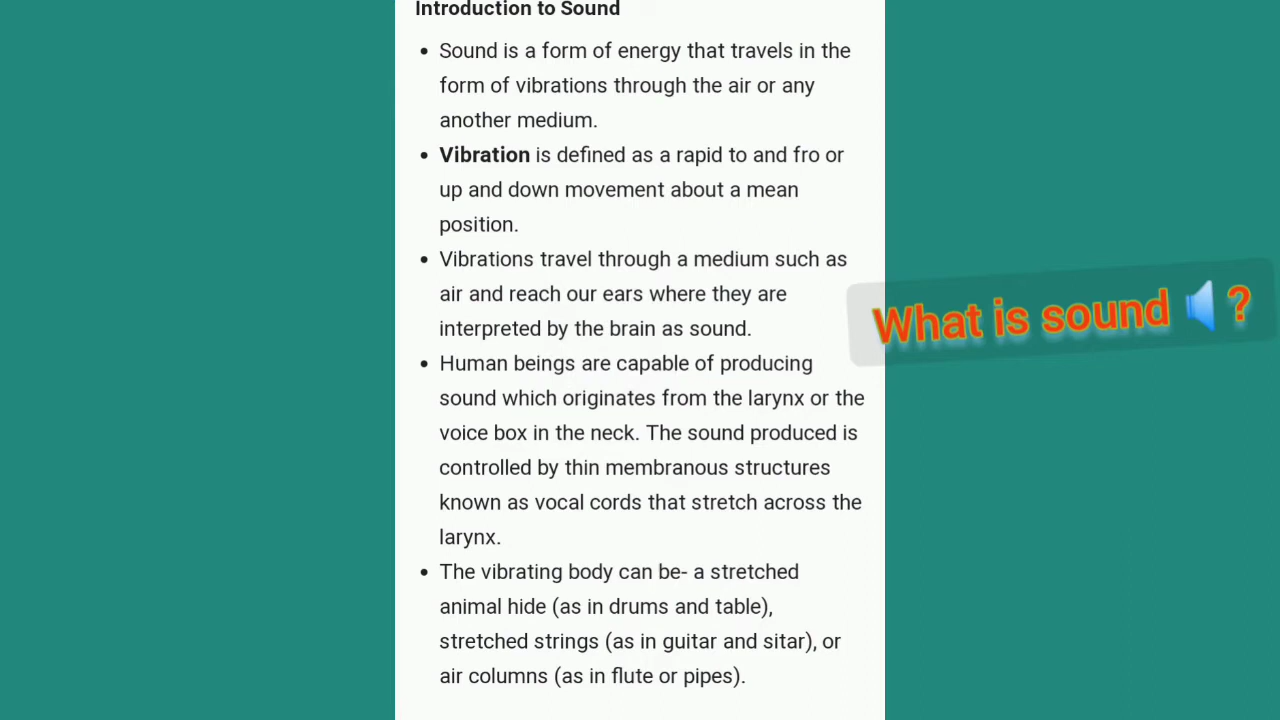 Introduction to Sound
• Sound is a form of energy that travels in the
form of vibrations through the air or any
another medium.
• Vibration is defined as a rapid to and fro or
up and down movement about a mean
position.
• Vibrations travel through a medium such as
air and reach our ears where they are
interpreted by the brain as sound.
• Human beings are capable of producing
sound which originates from the larynx or the
voice box in the neck. The sound produced is
controlled by thin membranous structures
known as vocal cords that stretch across the
larynx.
• The vibrating body can be- a stretched
animal hide (as in drums and table),
stretched strings (as in guitar and sitar), or
air columns (as in flute or pipes).
What is sound 🔈?